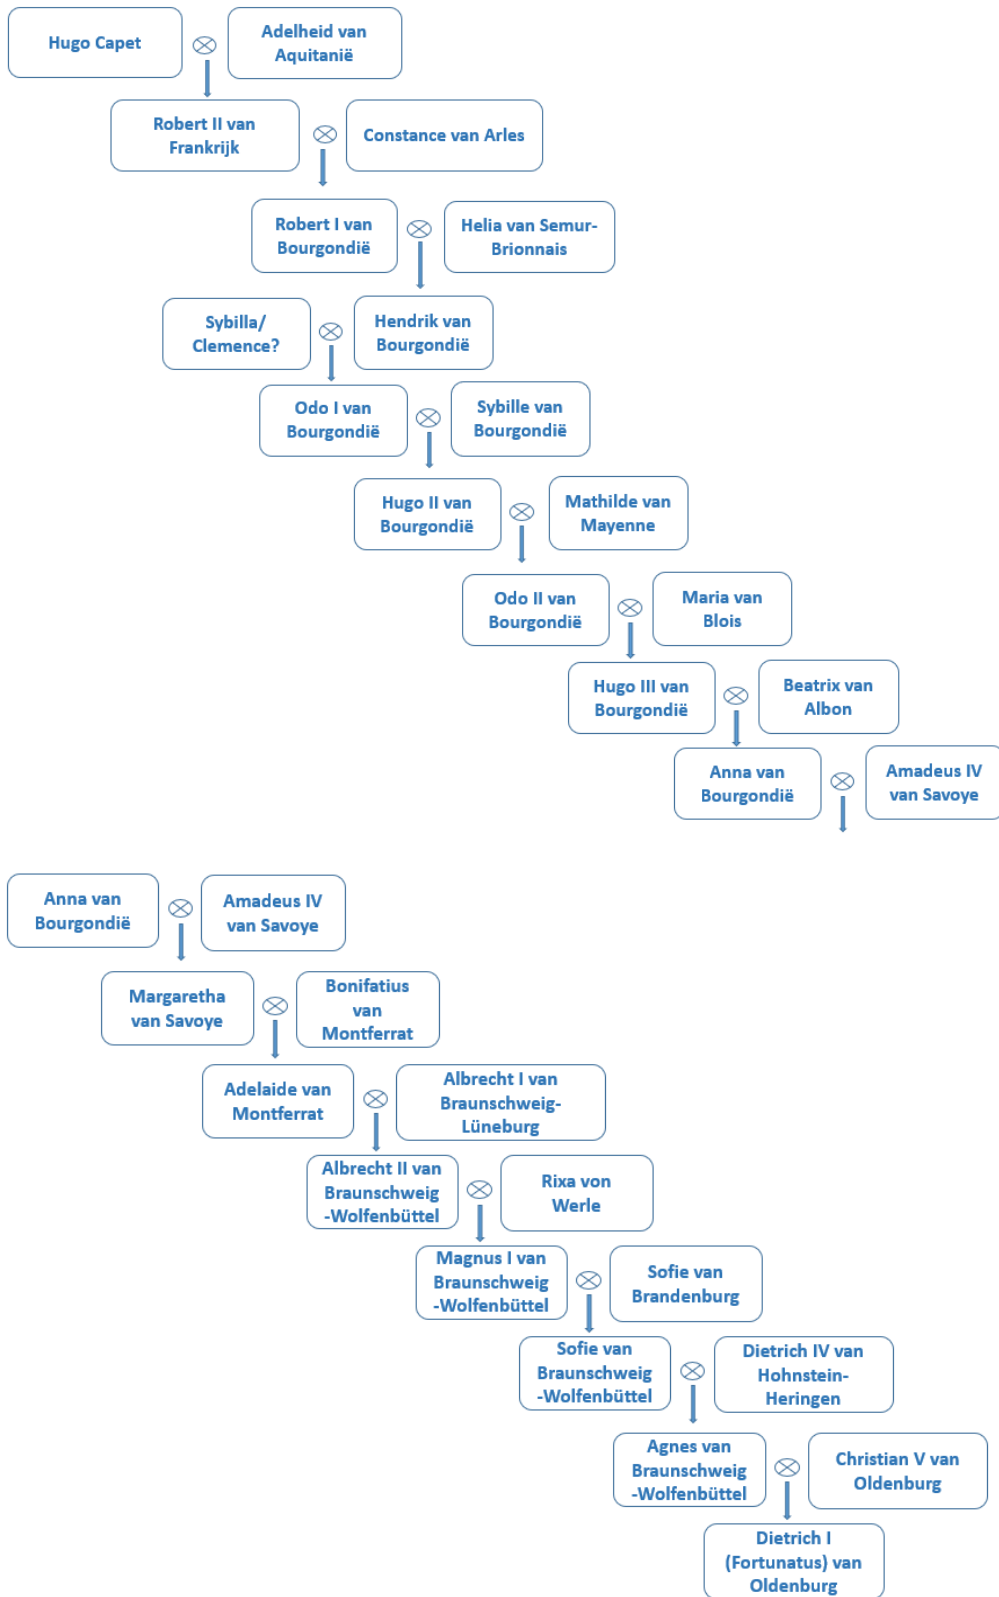 Hugo Capet
Adelheid van
Aquitanië
Robert II van
Frankrijk
Constance van Arles
Robert I van
Bourgondië
Helia van Semur-
Brionnais
Sybilla/
Clemence?
Hendrik van
Bourgondië
Odo I van
Bourgondië
Sybille van
Bourgondië
Hugo II van
Bourgondië
Mathilde van
Mayenne
Odo II van
Bourgondië
Maria van
Blois
Hugo III van
Bourgondië
Beatrix van
Albon
Anna van
Bourgondië
Amadeus IV
van Savoye
Anna van
Bourgondië
Amadeus IV
van Savoye
Margaretha
van Savoye
Bonifatius
van
Montferrat
Adelaide van
Montferrat
Albrecht I van
Braunschweig-
Lüneburg
Albrecht II van
Braunschweig
-Wolfenbüttel
Rixa von
Werle
Magnus I van
Braunschweig
-Wolfenbüttel
Sofie van
Brandenburg
Sofie van
Braunschweig
-Wolfenbüttel
Dietrich IV van
Hohnstein-
Heringen
Agnes van
Braunschweig
-Wolfenbüttel
Christian V van
Oldenburg
Dietrich I
(Fortunatus) van
Oldenburg